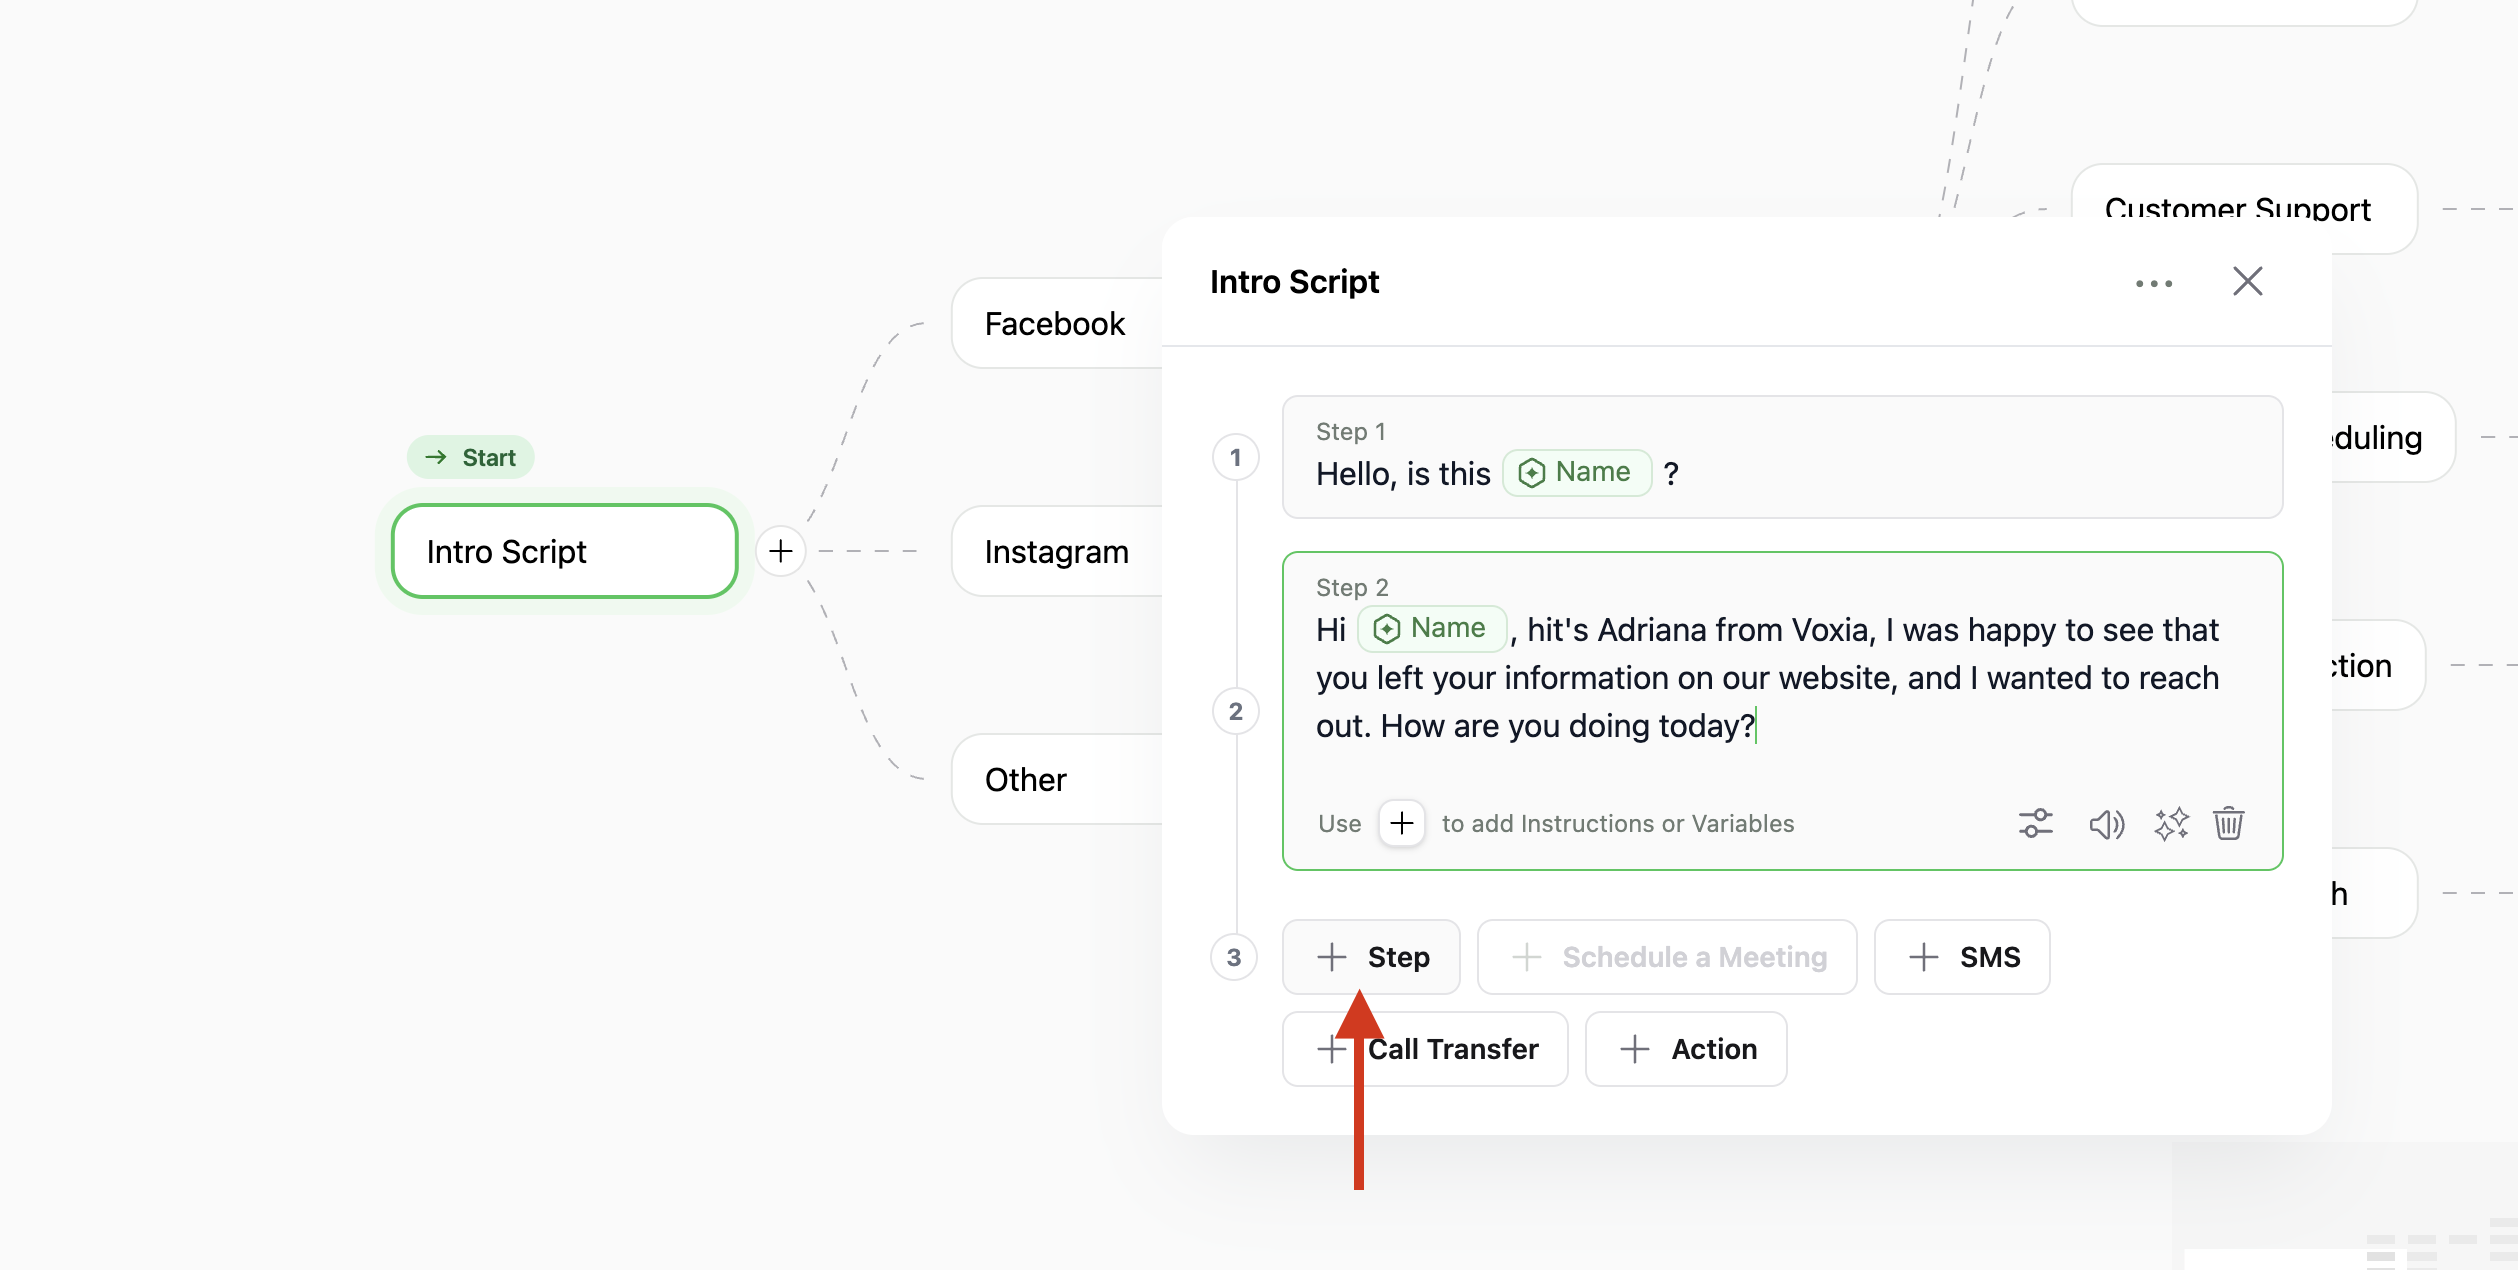 Customer Support
Intro Script
Facebook
Step 1
Hello, is this Name ?
Start
Intro Script
Instagram
Other
1
Step 2
Hi Name , hit's Adriana from Voxia, I was happy to see that
you left your information on our website, and I wanted to reach
out. How are you doing today?
2
Use + to add Instructions or Variables
3
+ Step
+ Schedule a Meeting
+ SMS
+ Call Transfer
+ Action